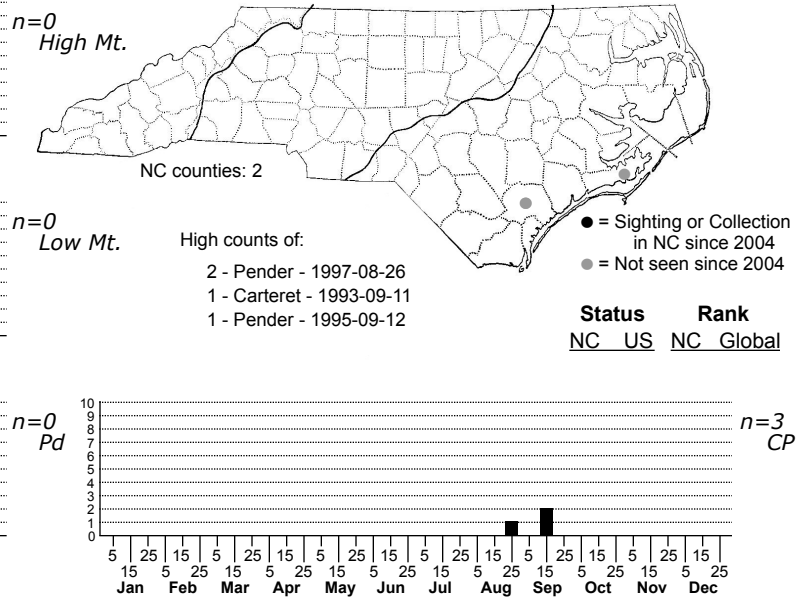 n=0
High Mt.
NC counties: 2
n=0
Low Mt.
High counts of:
2 - Pender - 1997-08-26
1 - Carteret - 1993-09-11
1 - Pender - 1995-09-12
= Sighting or Collection
in NC since 2004
= Not seen since 2004
Status Rank
NC US NC Global
n=0
Pd
10
9
8
7
6
5
4
3
2
1
0
n=3
CP
5 25 15 5 25 15 5 25 15 5 25 15 5 25 15 5 25 15
15 5 25 15 5 25 15 5 25 15 5 25 15 5 25 15 5 25
Jan Feb Mar Apr May Jun Jul Aug Sep Oct Nov Dec